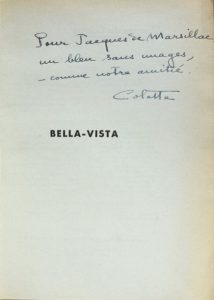 Pour Jacques de Marsillac
un bleu sans nuages,
– comme notre amitié.
Colette
BELLA-VISTA